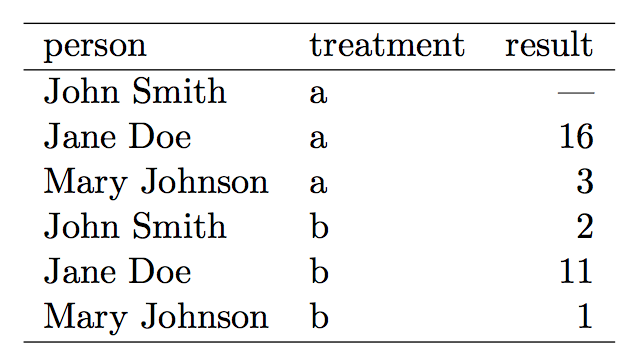 person treatment result
John Smith a —
Jane Doe a 16
Mary Johnson a 3
John Smith b 2
Jane Doe b 11
Mary Johnson b 1